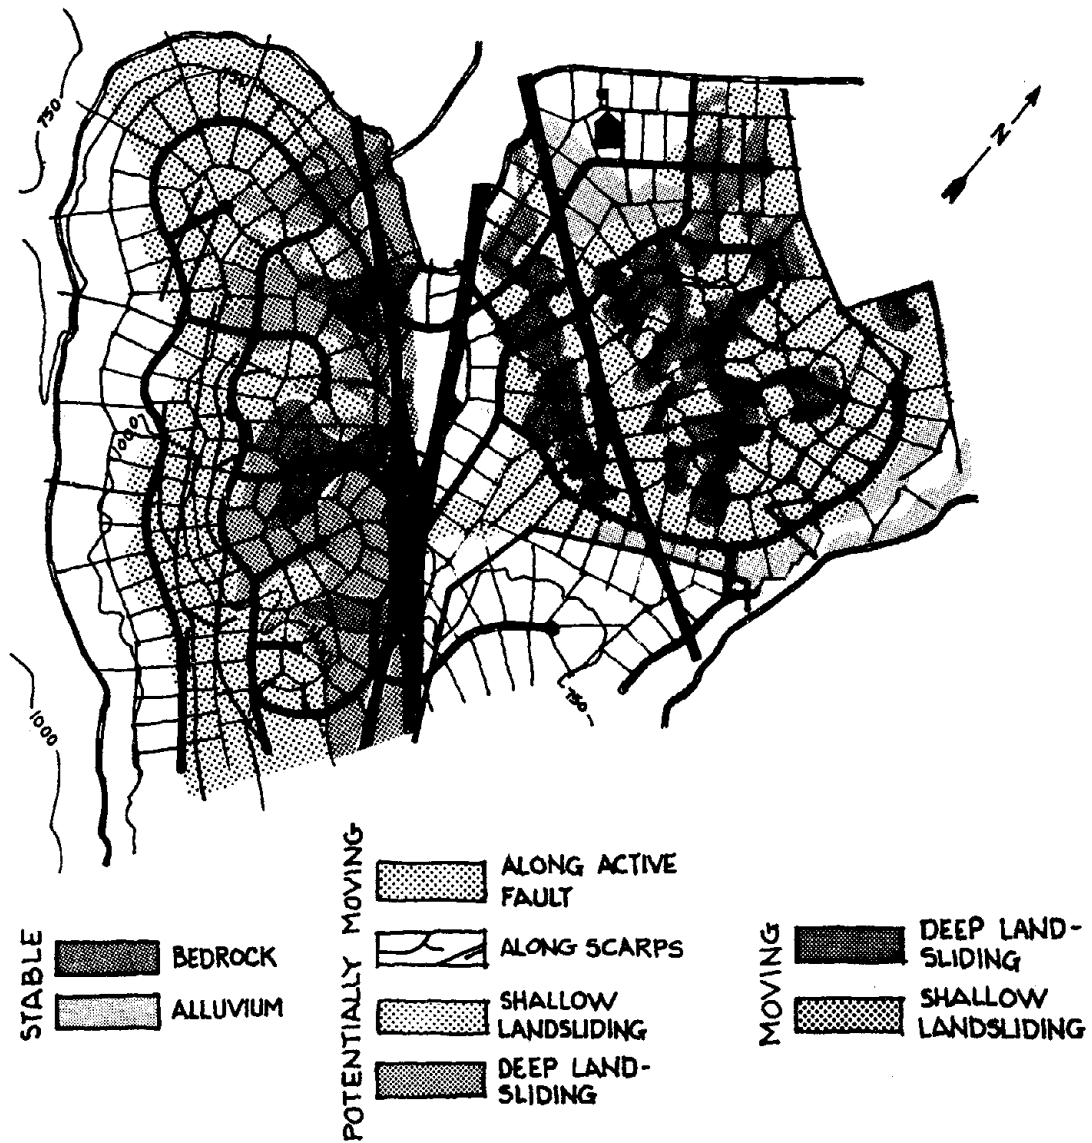 750
750
N
1000
750
1000
STABLE
BEDROCK
ALLUVIUM
POTENTIALLY MOVING
ALONG ACTIVE
FAULT
ALONG SCARPS
SHALLOW
LANDSLIDING
DEEP LAND-
SLIDING
MOVING
DEEP LAND-
SLIDING
SHALLOW
LANDSLIDING